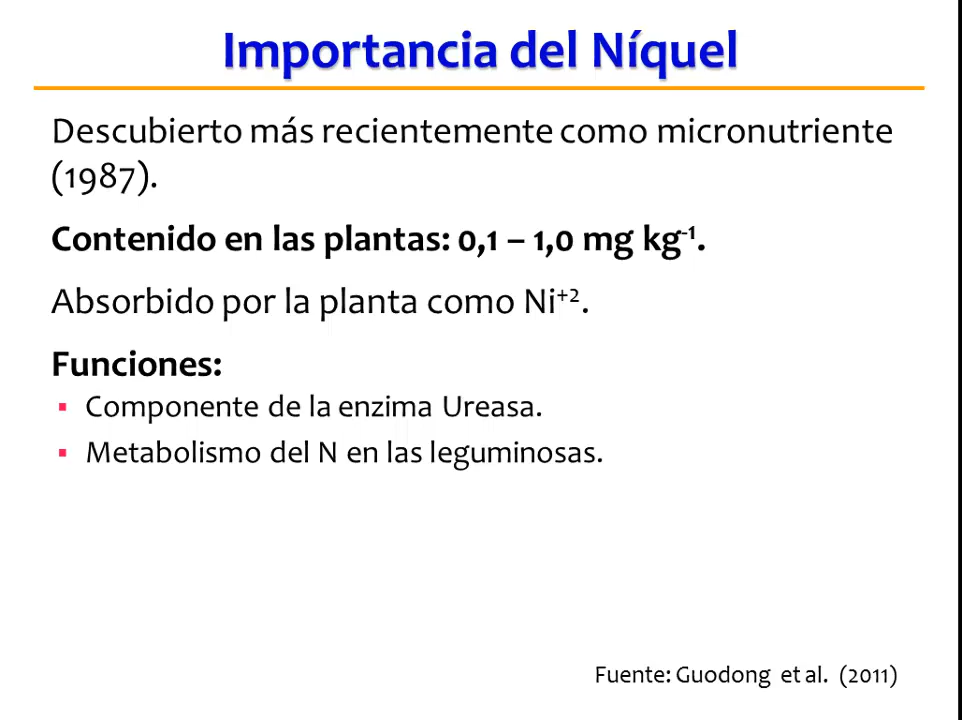 Importancia del Níquel
Descubierto más recientemente como micronutriente
(1987).
Contenido en las plantas: 0,1 – 1,0 mg kg⁻¹.
Absorbido por la planta como Ni⁺².
Funciones:
▪ Componente de la enzima Ureasa.
▪ Metabolismo del N en las leguminosas.
Fuente: Guodong et al. (2011)